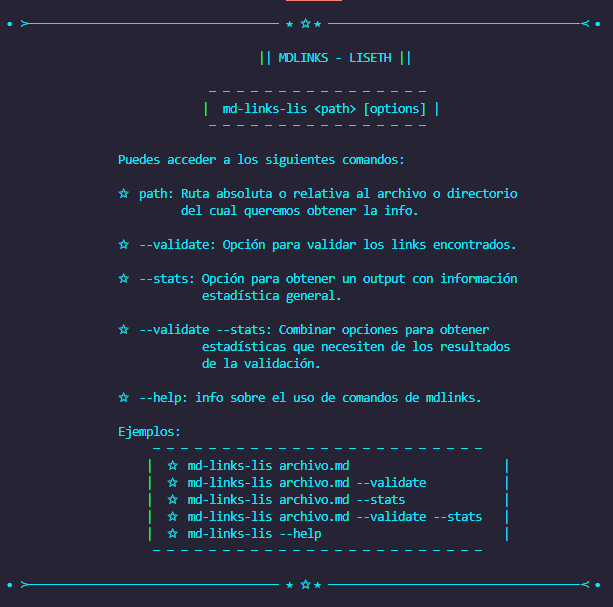 || MDLINKS - LISETH ||
| md-links-lis <path> [options] |
Puedes acceder a los siguientes comandos:
☆ path: Ruta absoluta o relativa al archivo o directorio
del cual queremos obtener la info.
☆ --validate: Opción para validar los links encontrados.
☆ --stats: Opción para obtener un output con información
estadística general.
☆ --validate --stats: Combinar opciones para obtener
estadísticas que necesiten de los resultados
de la validación.
☆ --help: info sobre el uso de comandos de mdlinks.
Ejemplos:
| ☆ md-links-lis archivo.md |
| ☆ md-links-lis archivo.md --validate |
| ☆ md-links-lis archivo.md --stats |
| ☆ md-links-lis archivo.md --validate --stats |
| ☆ md-links-lis --help |